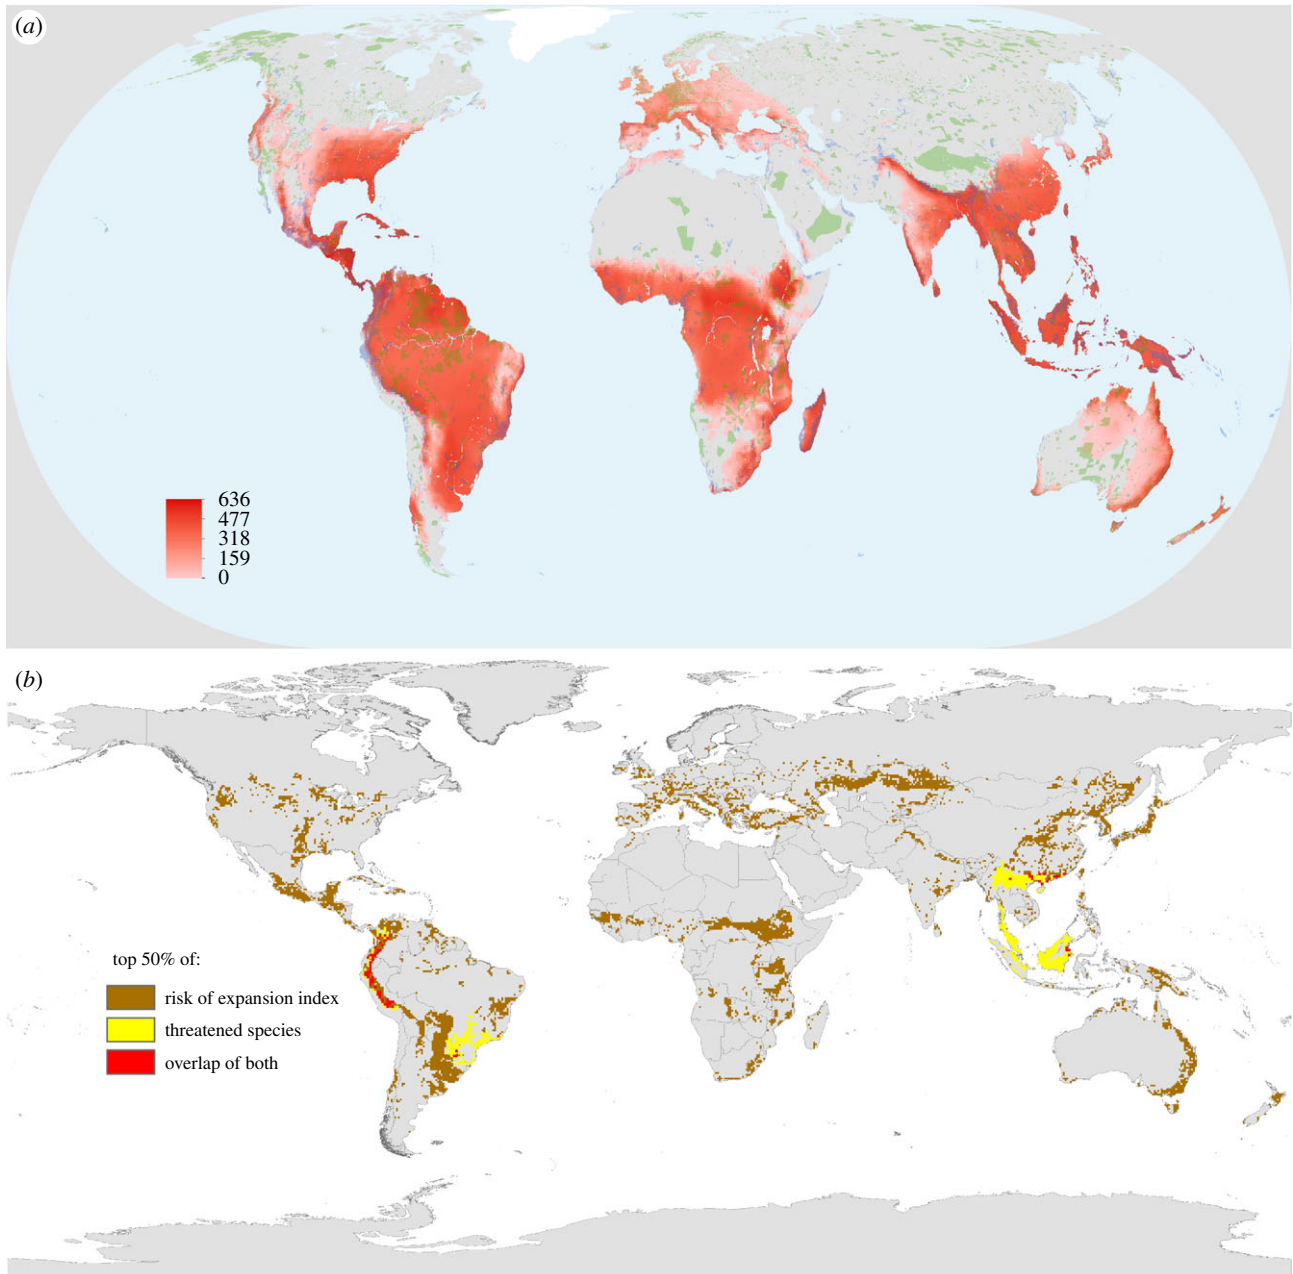 (a)
636
477
318
159
0
(b)
top 50% of:
risk of expansion index
threatened species
overlap of both